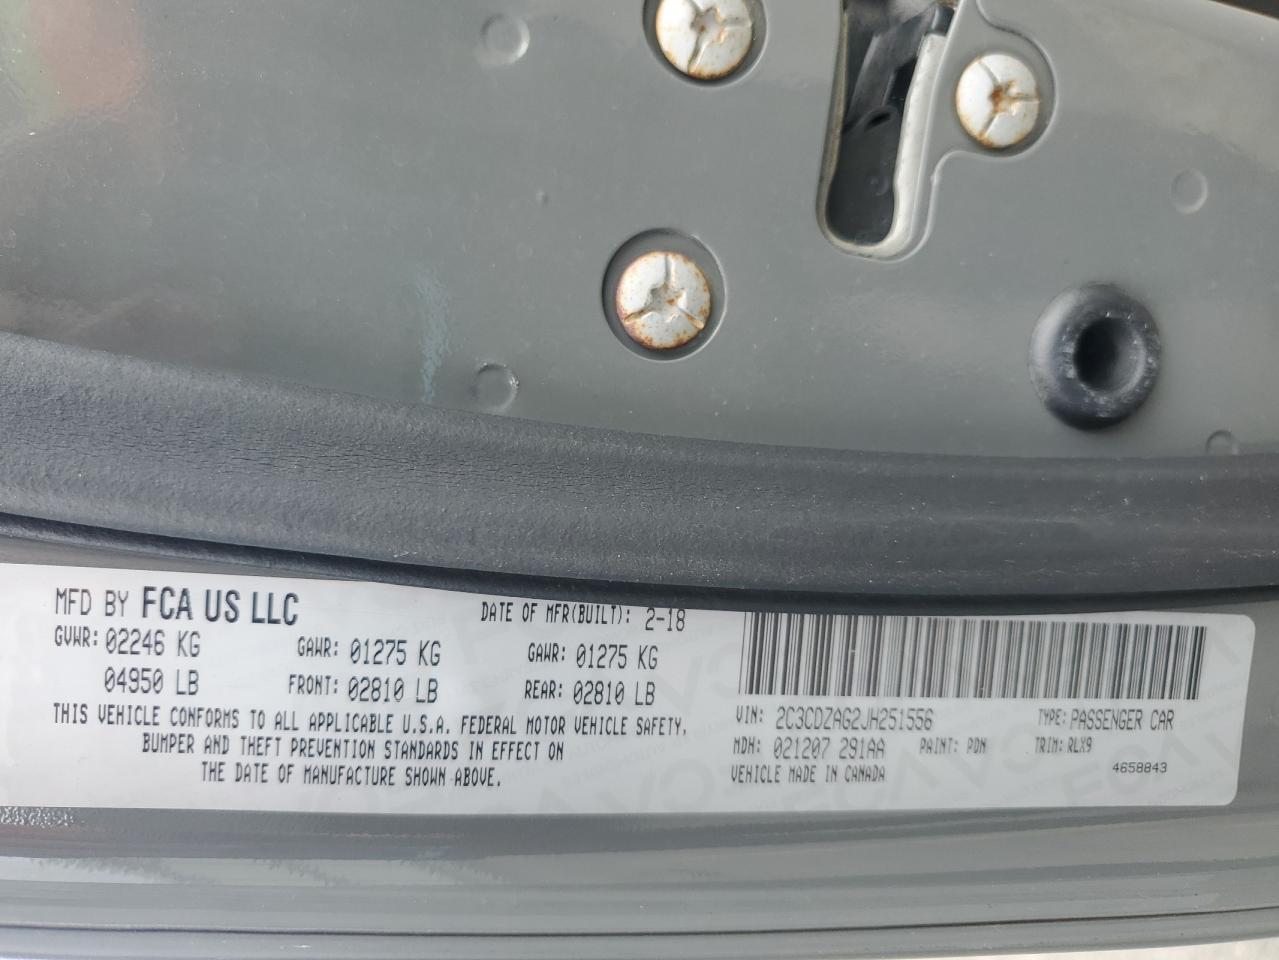 MFD BY FCA US LLC DATE OF MFR(BUILT): 2-18
GVWR: 02246 KG GAWR: 01275 KG GAWR: 01275 KG
04950 LB FRONT: 02810 LB REAR: 02810 LB
THIS VEHICLE CONFORMS TO ALL APPLICABLE U.S.A. FEDERAL MOTOR VEHICLE SAFETY,
BUMPER AND THEFT PREVENTION STANDARDS IN EFFECT ON
THE DATE OF MANUFACTURE SHOWN ABOVE.
VIN: 2C3CDZAG2JH251556 TYPE: PASSENGER CAR
MDH: 021207 291AA PAINT: PDN TRIM: RLX9
VEHICLE MADE IN CANADA 4658843